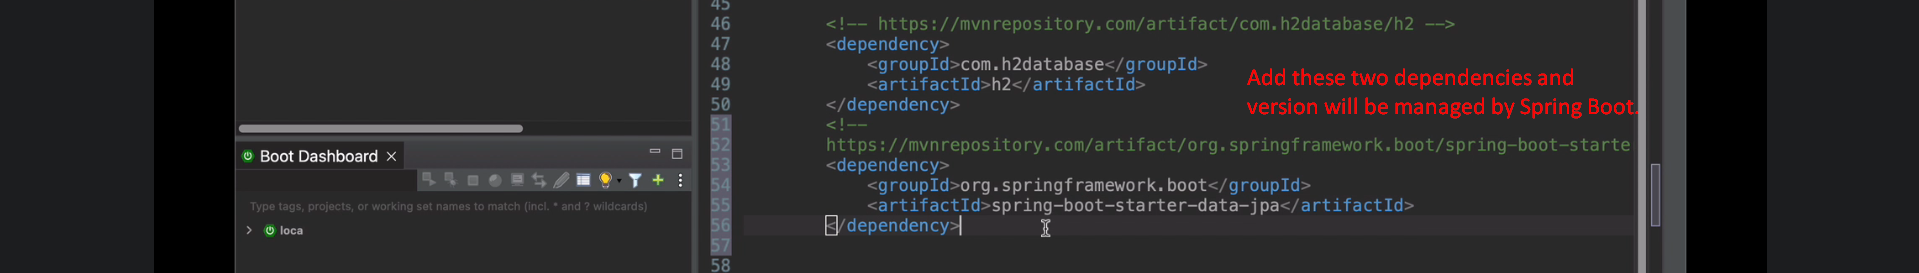 45
46 <!-- https://mvnrepository.com/artifact/com.h2database/h2 -->
47 <dependency>
48 <groupId>com.h2database</groupId>
49 <artifactId>h2</artifactId>
50 </dependency>
51 <!--
52 https://mvnrepository.com/artifact/org.springframework.boot/spring-boot-starte
53 <dependency>
54 <groupId>org.springframework.boot</groupId>
55 <artifactId>spring-boot-starter-data-jpa</artifactId>
56 </dependency>
57
58
Add these two dependencies and
version will be managed by Spring Boot.
Boot Dashboard
Type tags, projects, or working set names to match (incl. * and ? wildcards)
loca